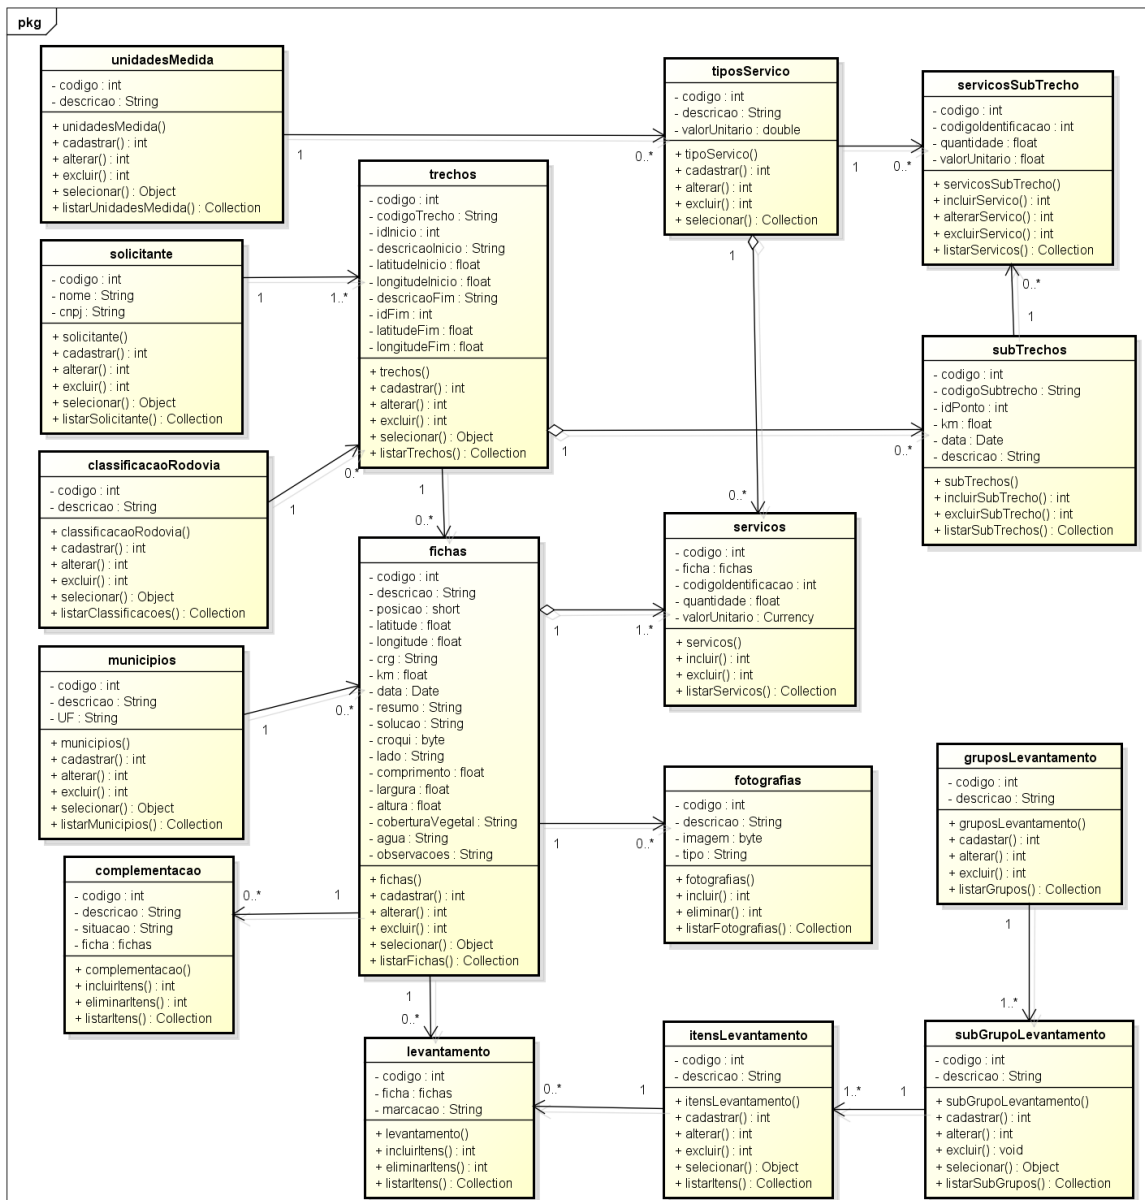 pkg
unidadesMedida
- codigo : int
- descricao : String
+ unidadesMedida()
+ cadastrar() : int
+ alterar() : int
+ excluir() : int
+ selecionar() : Object
+ listarUnidadesMedida() : Collection
1
0..*
tiposServico
- codigo : int
- descricao : String
- valorUnitario : double
+ tipoServico()
+ cadastrar() : int
+ alterar() : int
+ excluir() : int
+ selecionar() : Collection
1
0..*
1
0..*
servicosSubTrecho
- codigo : int
- codigoIdentificacao : int
- quantidade : float
- valorUnitario : float
+ servicosSubTrecho()
+ incluirServico() : int
+ alterarServico() : int
+ excluirServico() : int
+ listarServicos() : Collection
0..*
1
solicitante
- codigo : int
- nome : String
- cnpj : String
+ solicitante()
+ cadastrar() : int
+ alterar() : int
+ excluir() : int
+ selecionar() : Object
+ listarSolicitante() : Collection
1
1..*
trechos
- codigo : int
- codigoTrecho : String
- idInicio : int
- descricaoInicio : String
- latitudeInicio : float
- longitudeInicio : float
- descricaoFim : String
- idFim : int
- latitudeFim : float
- longitudeFim : float
+ trechos()
+ cadastrar() : int
+ alterar() : int
+ excluir() : int
+ selecionar() : Object
+ listarTrechos() : Collection
1
0..*
1
0..*
subTrechos
- codigo : int
- codigoSubtrecho : String
- idPonto : int
- km : float
- data : Date
- descricao : String
+ subTrechos()
+ incluirSubTrecho() : int
+ excluirSubTrecho() : int
+ listarSubTrechos() : Collection
classificacaoRodovia
- codigo : int
- descricao : String
+ classificacaoRodovia()
+ cadastrar() : int
+ alterar() : int
+ excluir() : int
+ selecionar() : Object
+ listarClassificacoes() : Collection
1
0..*
fichas
- codigo : int
- descricao : String
- posicao : short
- latitude : float
- longitude : float
- crg : String
- km : float
- data : Date
- resumo : String
- solucao : String
- croqui : byte
- lado : String
- comprimento : float
- largura : float
- altura : float
- coberturaVegetal : String
- agua : String
- observacoes : String
+ fichas()
+ cadastrar() : int
+ alterar() : int
+ excluir() : int
+ selecionar() : Object
+ listarFichas() : Collection
1
1..*
servicos
- codigo : int
- ficha : fichas
- codigoIdentificacao : int
- quantidade : float
- valorUnitario : Currency
+ servicos()
+ incluir() : int
+ excluir() : int
+ listarServicos() : Collection
municipios
- codigo : int
- descricao : String
- UF : String
+ municipios()
+ cadastrar() : int
+ alterar() : int
+ excluir() : int
+ selecionar() : Object
+ listarMunicipios() : Collection
1
0..*
1
0..*
fotografias
- codigo : int
- descricao : String
- imagem : byte
- tipo : String
+ fotografias()
+ incluir() : int
+ eliminar() : int
+ listarFotografias() : Collection
gruposLevantamento
- codigo : int
- descricao : String
+ gruposLevantamento()
+ cadastar() : int
+ alterar() : int
+ excluir() : int
+ listarGrupos() : Collection
1
1..*
complementacao
- codigo : int
- descricao : String
- situacao : String
- ficha : fichas
+ complementacao()
+ incluirItens() : int
+ eliminarItens() : int
+ listarItens() : Collection
0..*
1
1
0..*
levantamento
- codigo : int
- ficha : fichas
- marcacao : String
+ levantamento()
+ incluirItens() : int
+ eliminarItens() : int
+ listarItens() : Collection
0..*
1
itensLevantamento
- codigo : int
- descricao : String
+ itensLevantamento()
+ cadastrar() : int
+ alterar() : int
+ excluir() : int
+ selecionar() : Object
+ listarItens() : Collection
1..*
1
subGrupoLevantamento
- codigo : int
- descricao : String
+ subGrupoLevantamento()
+ cadastrar() : int
+ alterar() : int
+ excluir() : void
+ selecionar() : Object
+ listarSubGrupos() : Collection